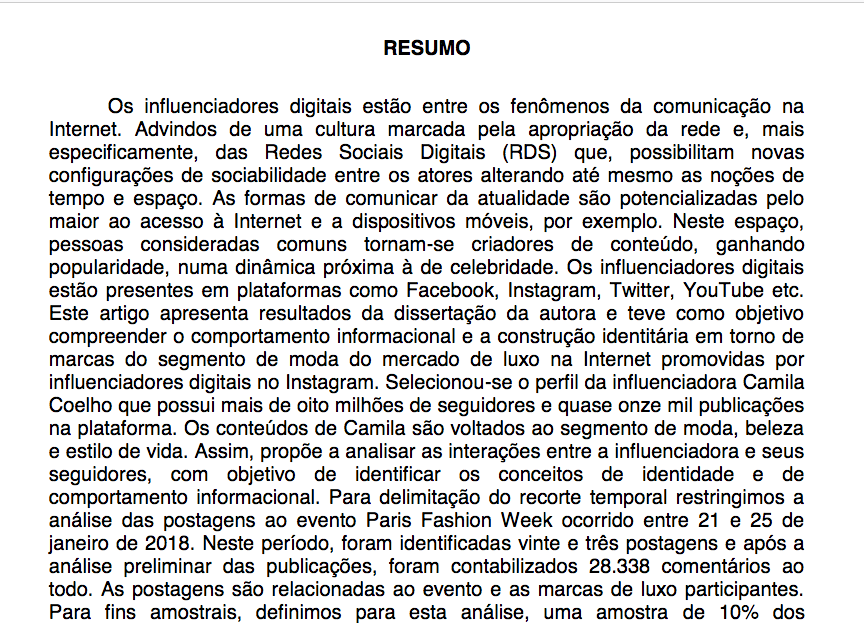 RESUMO
Os influenciadores digitais estão entre os fenômenos da comunicação na
Internet. Advindos de uma cultura marcada pela apropriação da rede e, mais
especificamente, das Redes Sociais Digitais (RDS) que, possibilitam novas
configurações de sociabilidade entre os atores alterando até mesmo as noções de
tempo e espaço. As formas de comunicar da atualidade são potencializadas pelo
maior ao acesso à Internet e a dispositivos móveis, por exemplo. Neste espaço,
pessoas consideradas comuns tornam-se criadores de conteúdo, ganhando
popularidade, numa dinâmica próxima à de celebridade. Os influenciadores digitais
estão presentes em plataformas como Facebook, Instagram, Twitter, YouTube etc.
Este artigo apresenta resultados da dissertação da autora e teve como objetivo
compreender o comportamento informacional e a construção identitária em torno de
marcas do segmento de moda do mercado de luxo na Internet promovidas por
influenciadores digitais no Instagram. Selecionou-se o perfil da influenciadora Camila
Coelho que possui mais de oito milhões de seguidores e quase onze mil publicações
na plataforma. Os conteúdos de Camila são voltados ao segmento de moda, beleza
e estilo de vida. Assim, propõe a analisar as interações entre a influenciadora e seus
seguidores, com objetivo de identificar os conceitos de identidade e de
comportamento informacional. Para delimitação do recorte temporal restringimos a
análise das postagens ao evento Paris Fashion Week ocorrido entre 21 e 25 de
janeiro de 2018. Neste período, foram identificadas vinte e três postagens e após a
análise preliminar das publicações, foram contabilizados 28.338 comentários ao
todo. As postagens são relacionadas ao evento e as marcas de luxo participantes.
Para fins amostrais, definimos para esta análise, uma amostra de 10% dos